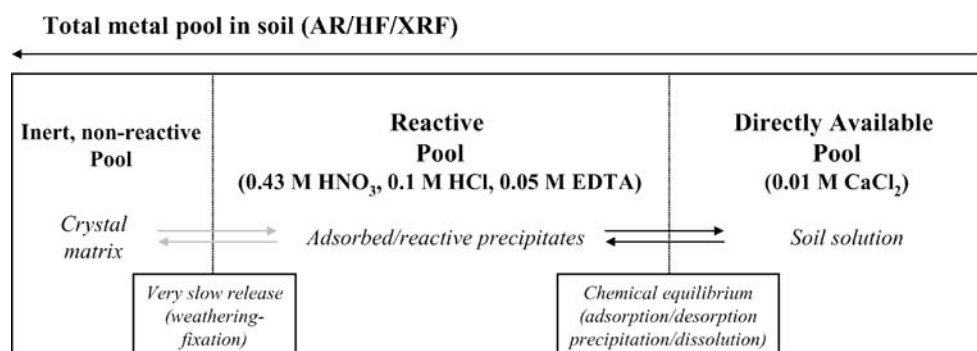 Total metal pool in soil (AR/HF/XRF)
Inert, non-reactive
Pool
Reactive
Pool
(0.43 M HNO₃, 0.1 M HCl, 0.05 M EDTA)
Directly Available
Pool
(0.01 M CaCl₂)
Crystal
matrix
Adsorbed/reactive precipitates
Soil solution
Very slow release
(weathering-
fixation)
Chemical equilibrium
(adsorption/desorption
precipitation/dissolution)